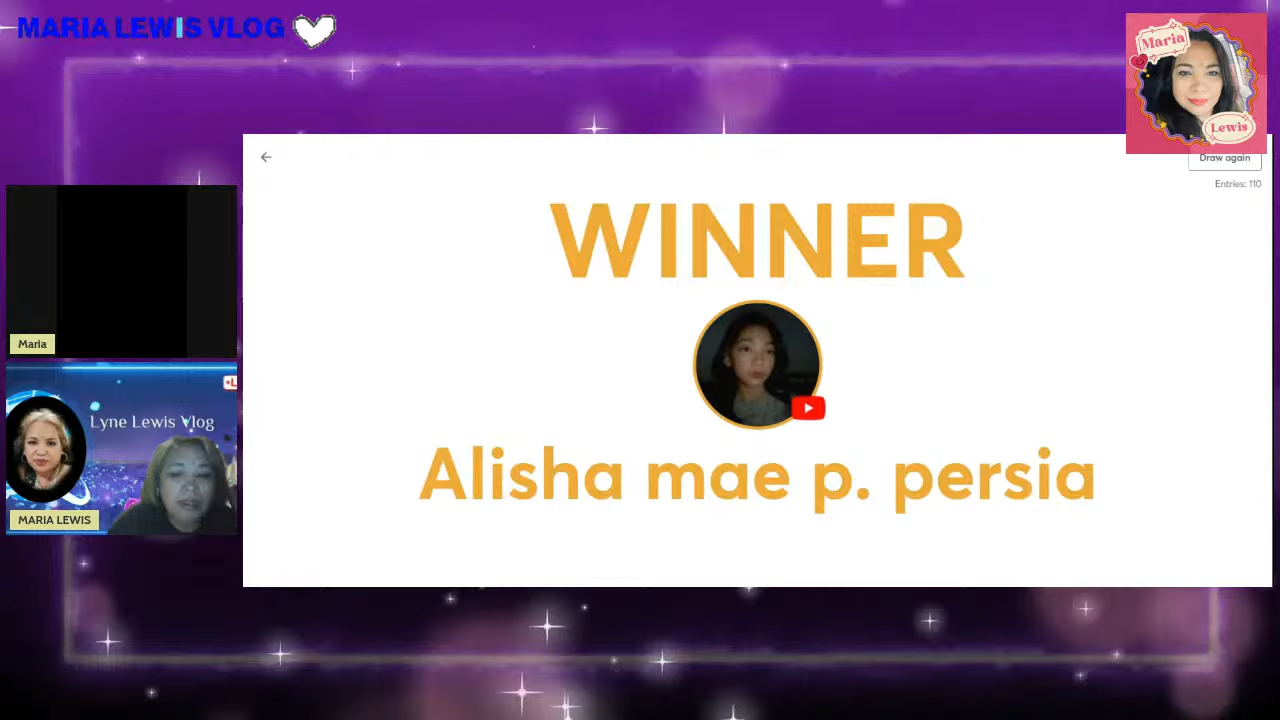 MARIA LEWIS VLOG
Maria
Lewis
Draw again
Entries: 110
WINNER
Alisha mae p. persia
Maria
Lyne Lewis Vlog
MARIA LEWIS